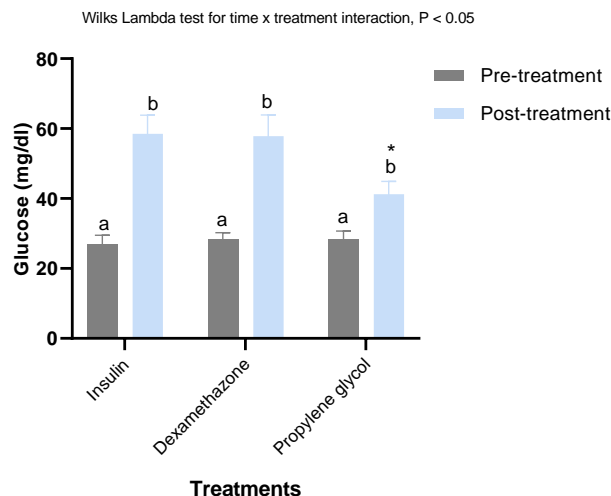 Wilks Lambda test for time x treatment interaction, P < 0.05
80
60
40
20
0
Glucose (mg/dl)
a
b
a
b
a
*
b
Pre-treatment
Post-treatment
Insulin
Dexamethazone
Propylene glycol
Treatments